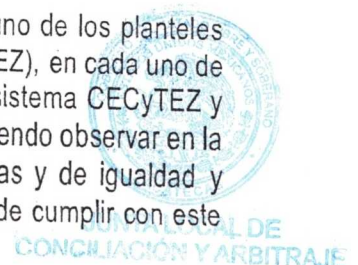 uno de los planteles
EZ), en cada uno de
sistema CECyTEZ y
endo observar en la
as y de igualdad y
de cumplir con este
JUNTA LOCAL DE
CONCILIACIÓN Y ARBITRAJE